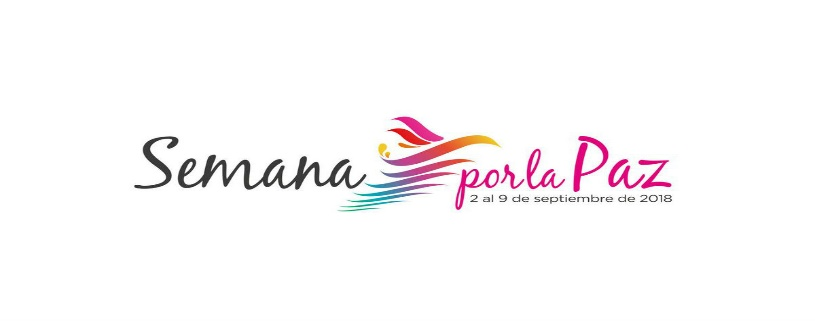 Semana por la Paz
2 al 9 de septiembre de 2018